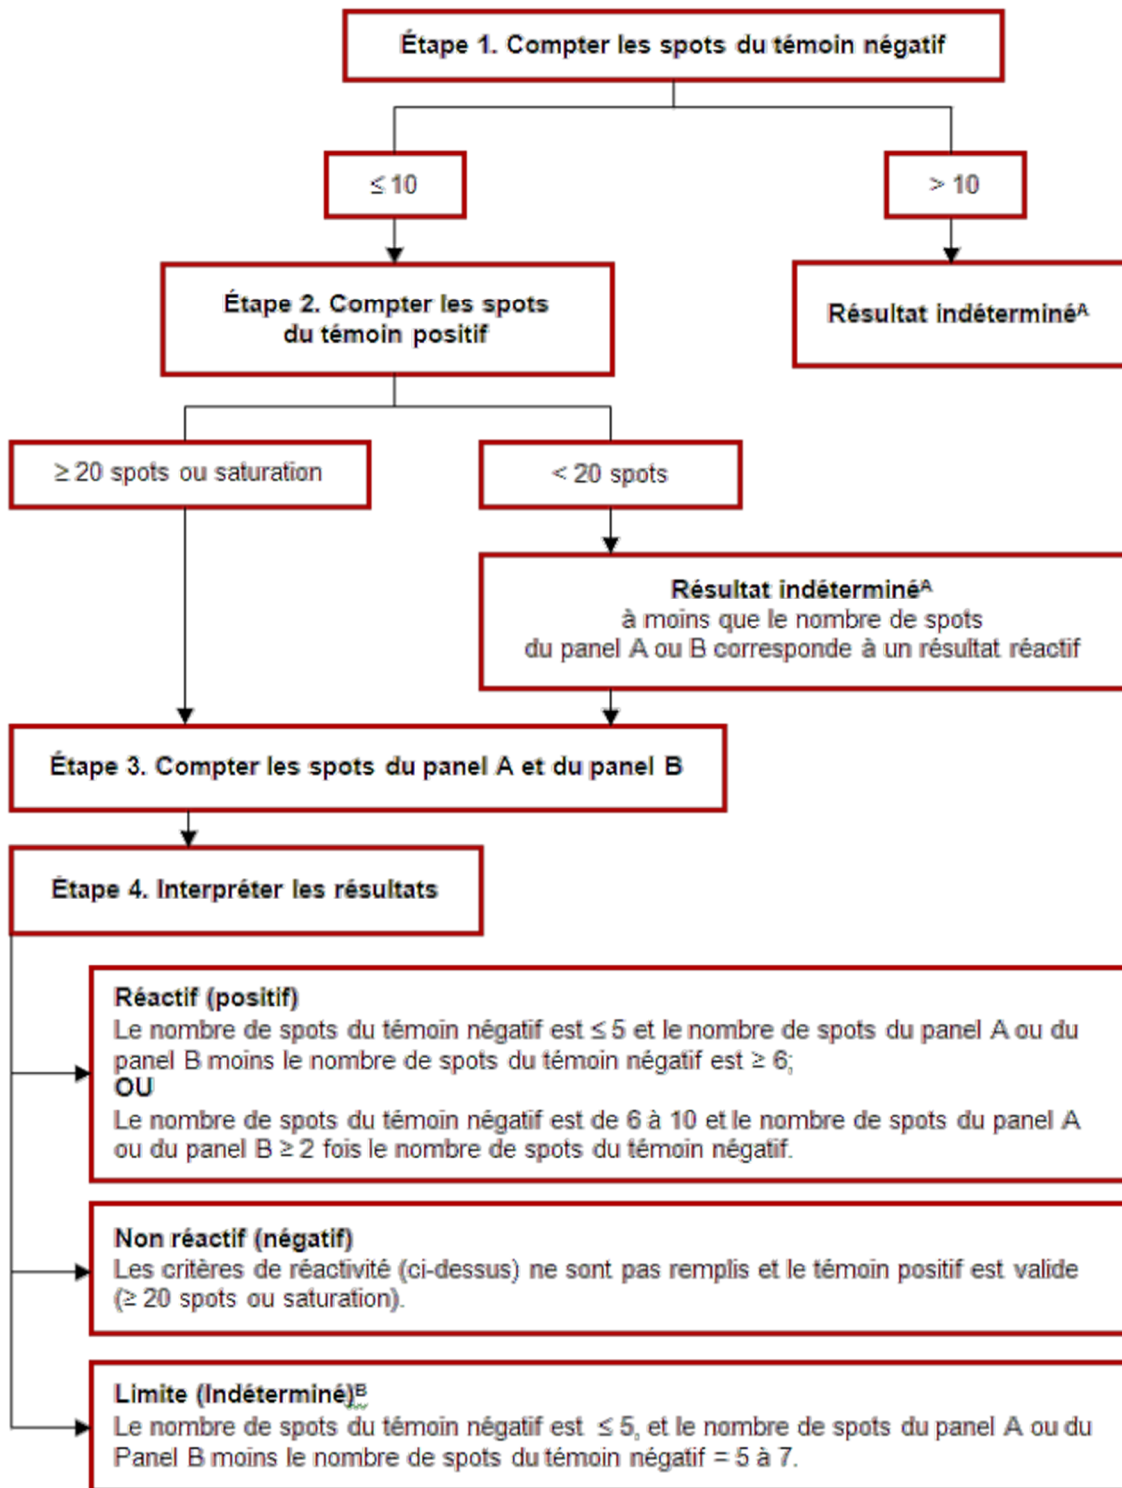 Étape 1. Compter les spots du témoin négatif
≤ 10
> 10
Étape 2. Compter les spots
du témoin positif
Résultat indéterminéᴬ
≥ 20 spots ou saturation
< 20 spots
Résultat indéterminéᴬ
à moins que le nombre de spots
du panel A ou B corresponde à un résultat réactif
Étape 3. Compter les spots du panel A et du panel B
Étape 4. Interpréter les résultats
Réactif (positif)
Le nombre de spots du témoin négatif est ≤ 5 et le nombre de spots du panel A ou du
panel B moins le nombre de spots du témoin négatif est ≥ 6;
OU
Le nombre de spots du témoin négatif est de 6 à 10 et le nombre de spots du panel A
ou du panel B ≥ 2 fois le nombre de spots du témoin négatif.
Non réactif (négatif)
Les critères de réactivité (ci-dessus) ne sont pas remplis et le témoin positif est valide
(≥ 20 spots ou saturation).
Limite (Indéterminé)ᴮ
Le nombre de spots du témoin négatif est ≤ 5, et le nombre de spots du panel A ou du
Panel B moins le nombre de spots du témoin négatif = 5 à 7.